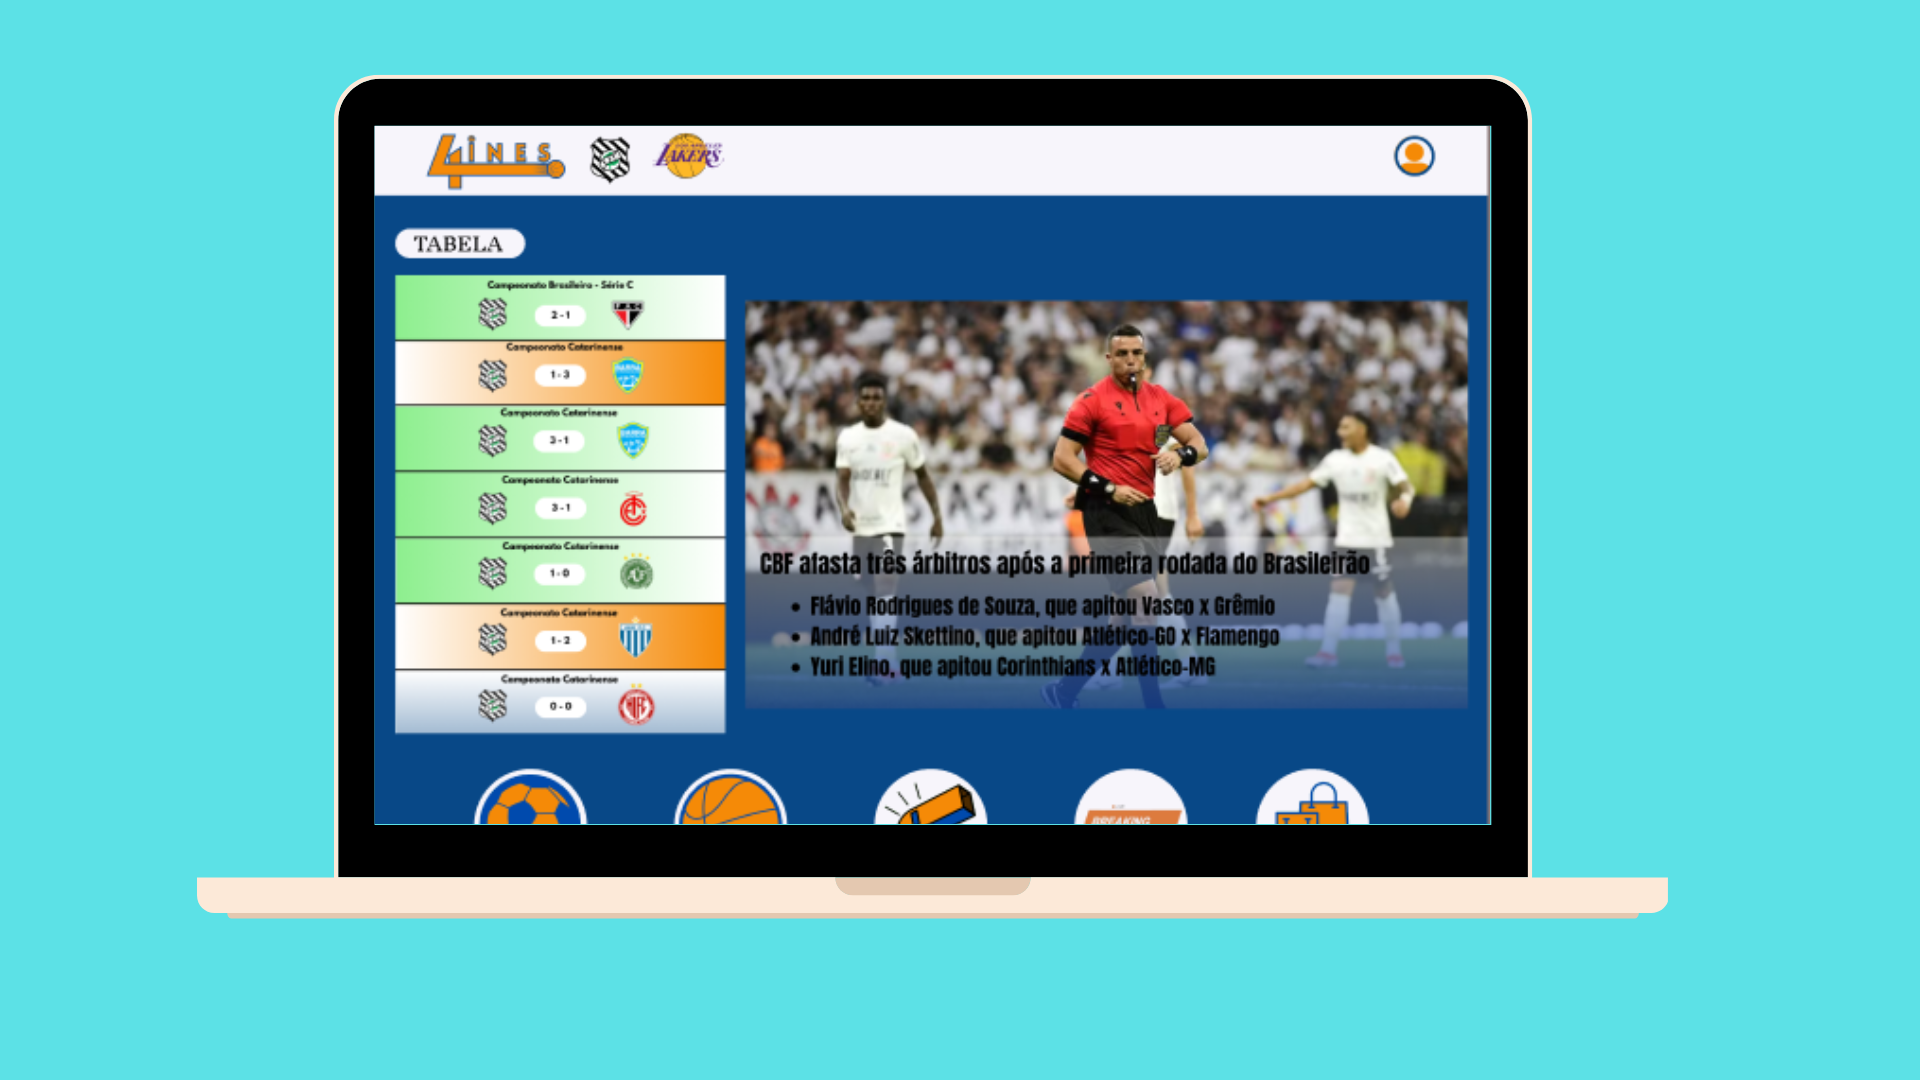 4iNES
LAKERS
TABELA
Campeonato Brasileiro - Série C
2 - 1
F A C
Campeonato Catarinense
1 - 3
BARRA
Campeonato Catarinense
3 - 1
BARRA
Campeonato Catarinense
3 - 1
Campeonato Catarinense
1 - 0
Campeonato Catarinense
1 - 2
Campeonato Catarinense
0 - 0
CBF afasta três árbitros após a primeira rodada do Brasileirão
• Flávio Rodrigues de Souza, que apitou Vasco x Grêmio
• André Luiz Skettino, que apitou Atlético-GO x Flamengo
• Yuri Elino, que apitou Corinthians x Atlético-MG
BREAKING